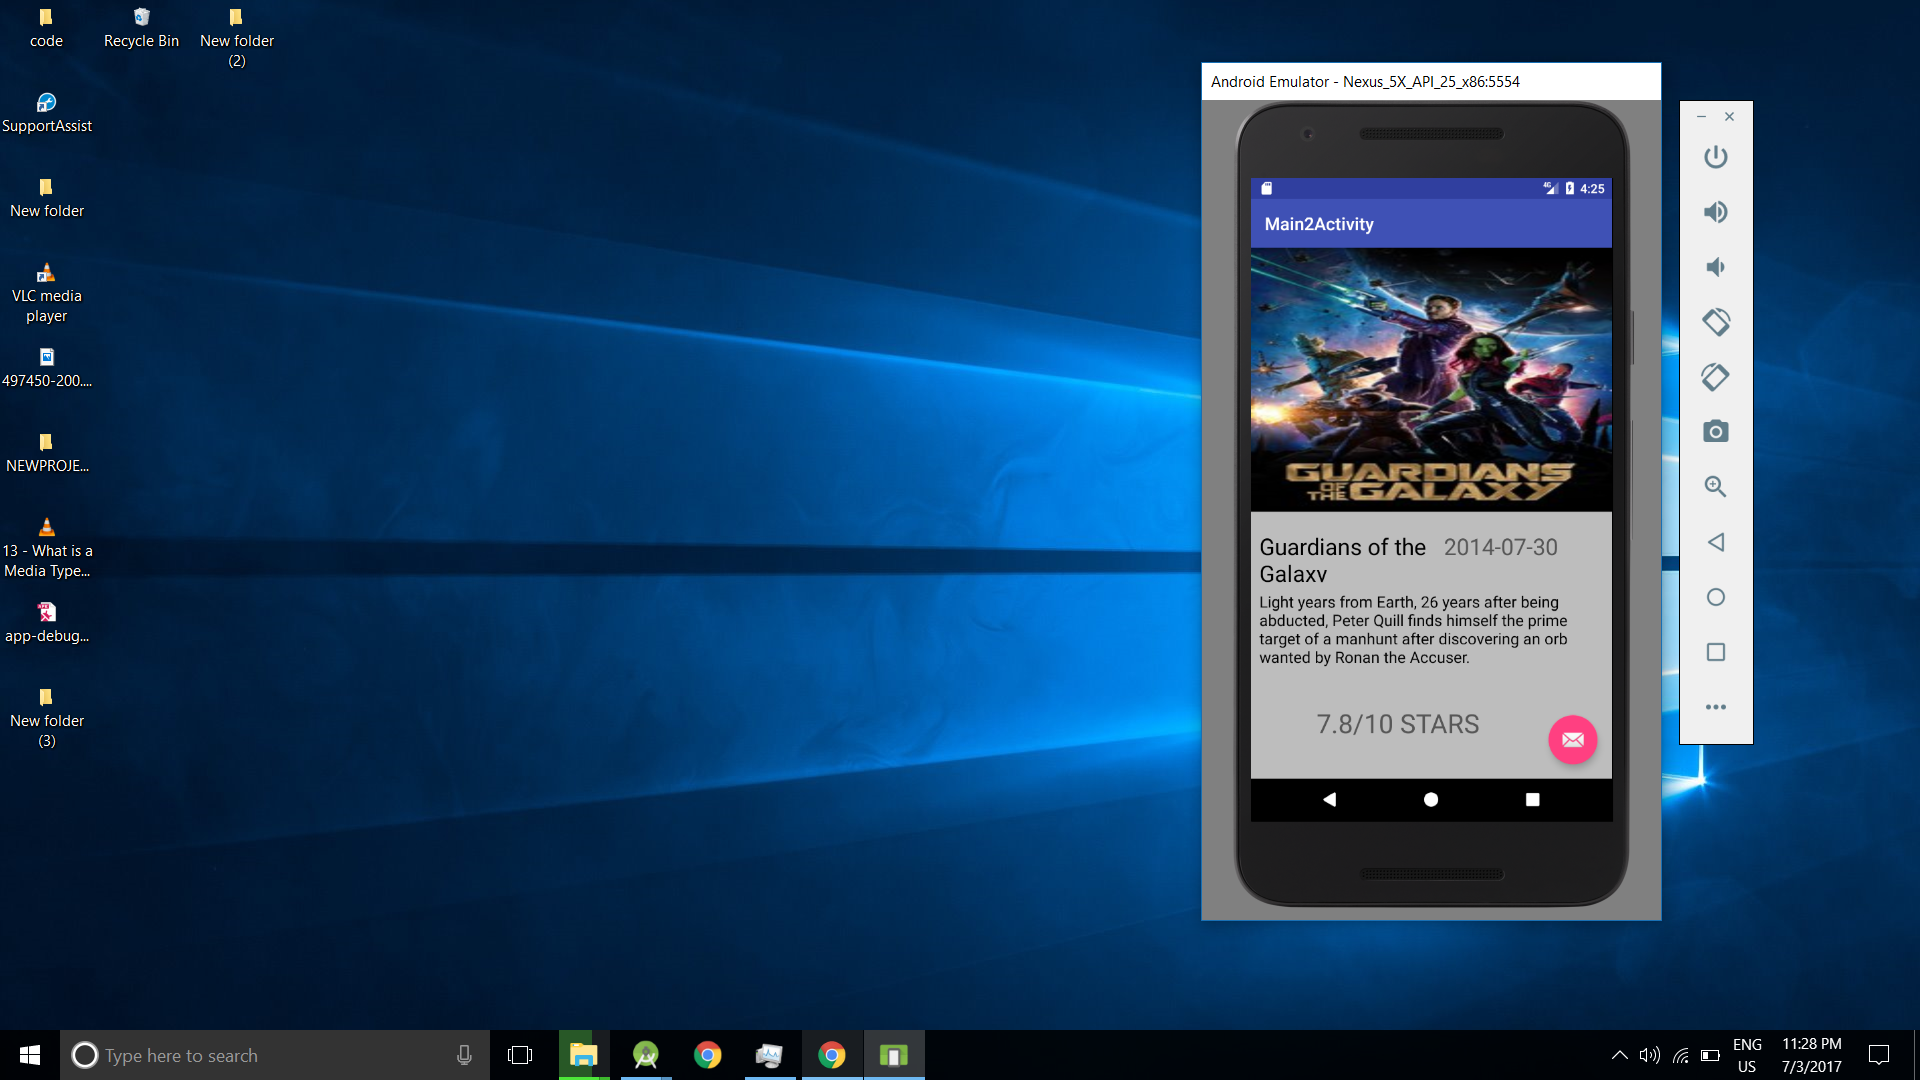 code
Recycle Bin
New folder
(2)
SupportAssist
New folder
VLC media
player
497450-200....
NEWPROJE...
13 - What is a
Media Type...
app-debug...
New folder
(3)
Android Emulator - Nexus_5X_API_25_x86:5554
4G
4:25
Main2Activity
GUARDIANS
OF THE GALAXY
Guardians of the
Galaxy
2014-07-30
Light years from Earth, 26 years after being
abducted, Peter Quill finds himself the prime
target of a manhunt after discovering an orb
wanted by Ronan the Accuser.
7.8/10 STARS
Type here to search
ENG
US
11:28 PM
7/3/2017